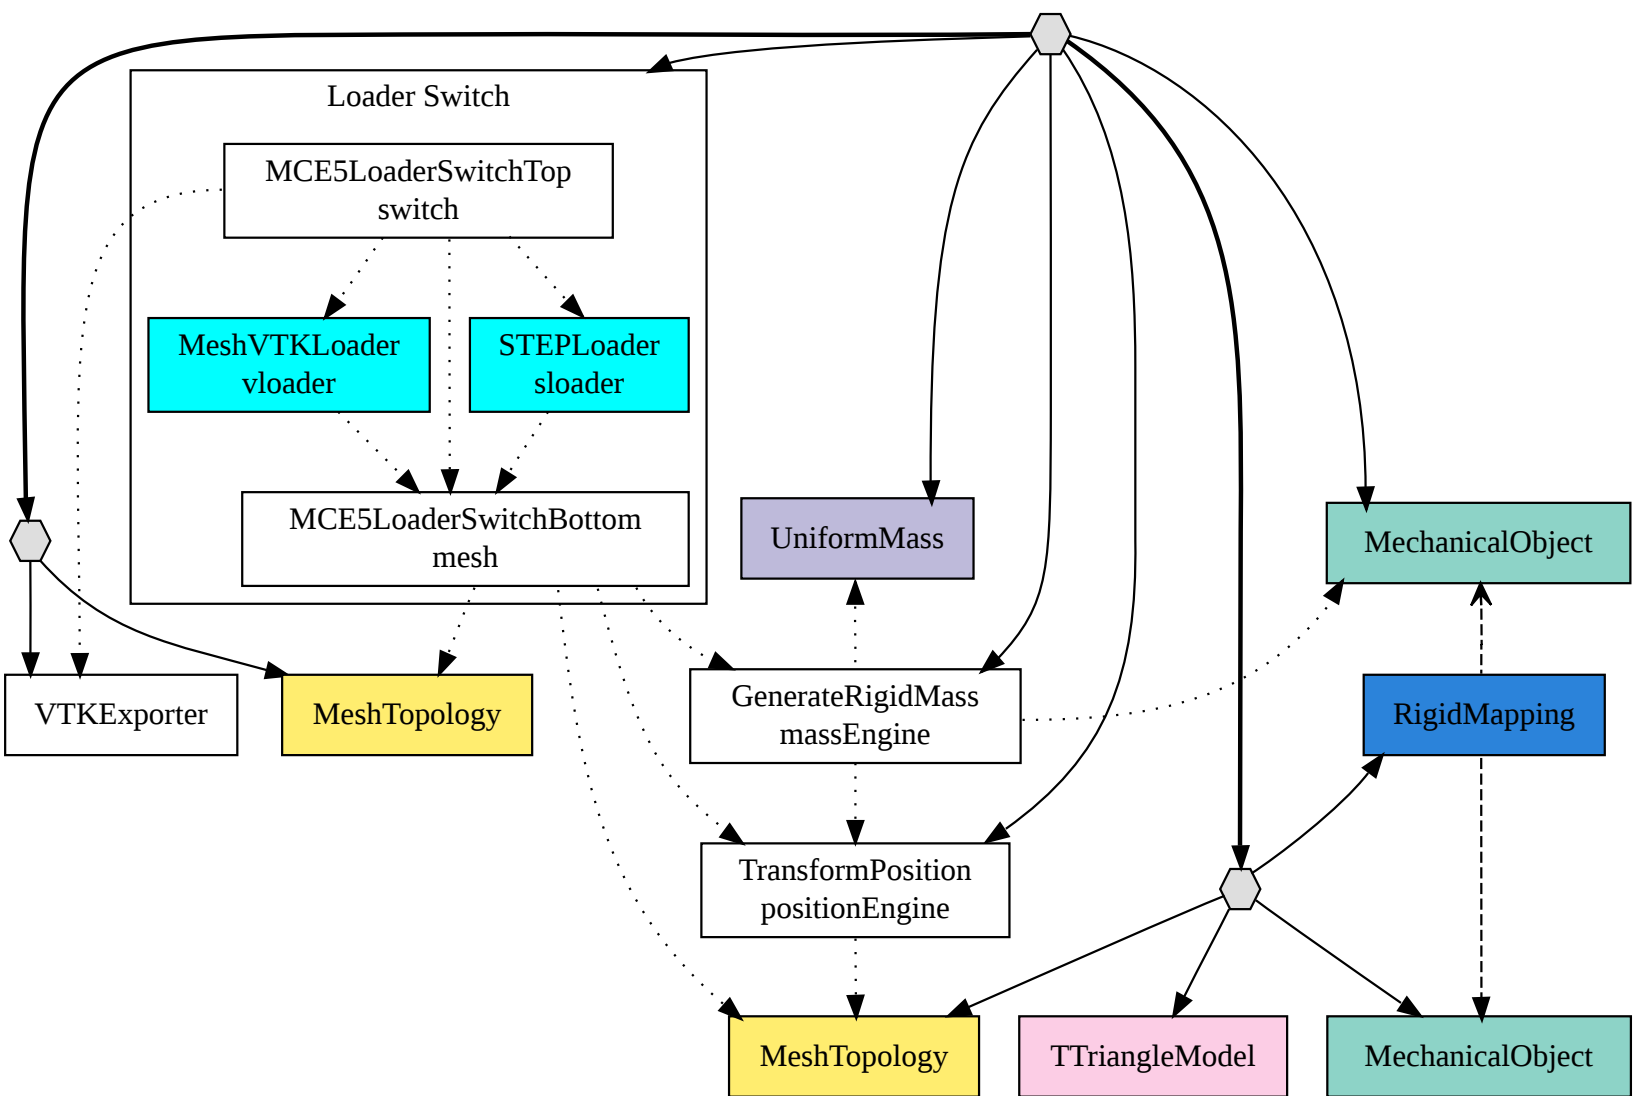 Loader Switch
MCE5LoaderSwitchTop
switch
MeshVTKLoader
vloader
STEPLoader
sloader
MCE5LoaderSwitchBottom
mesh
UniformMass
MechanicalObject
VTKExporter
MeshTopology
GenerateRigidMass
massEngine
RigidMapping
TransformPosition
positionEngine
MeshTopology
TTriangleModel
MechanicalObject